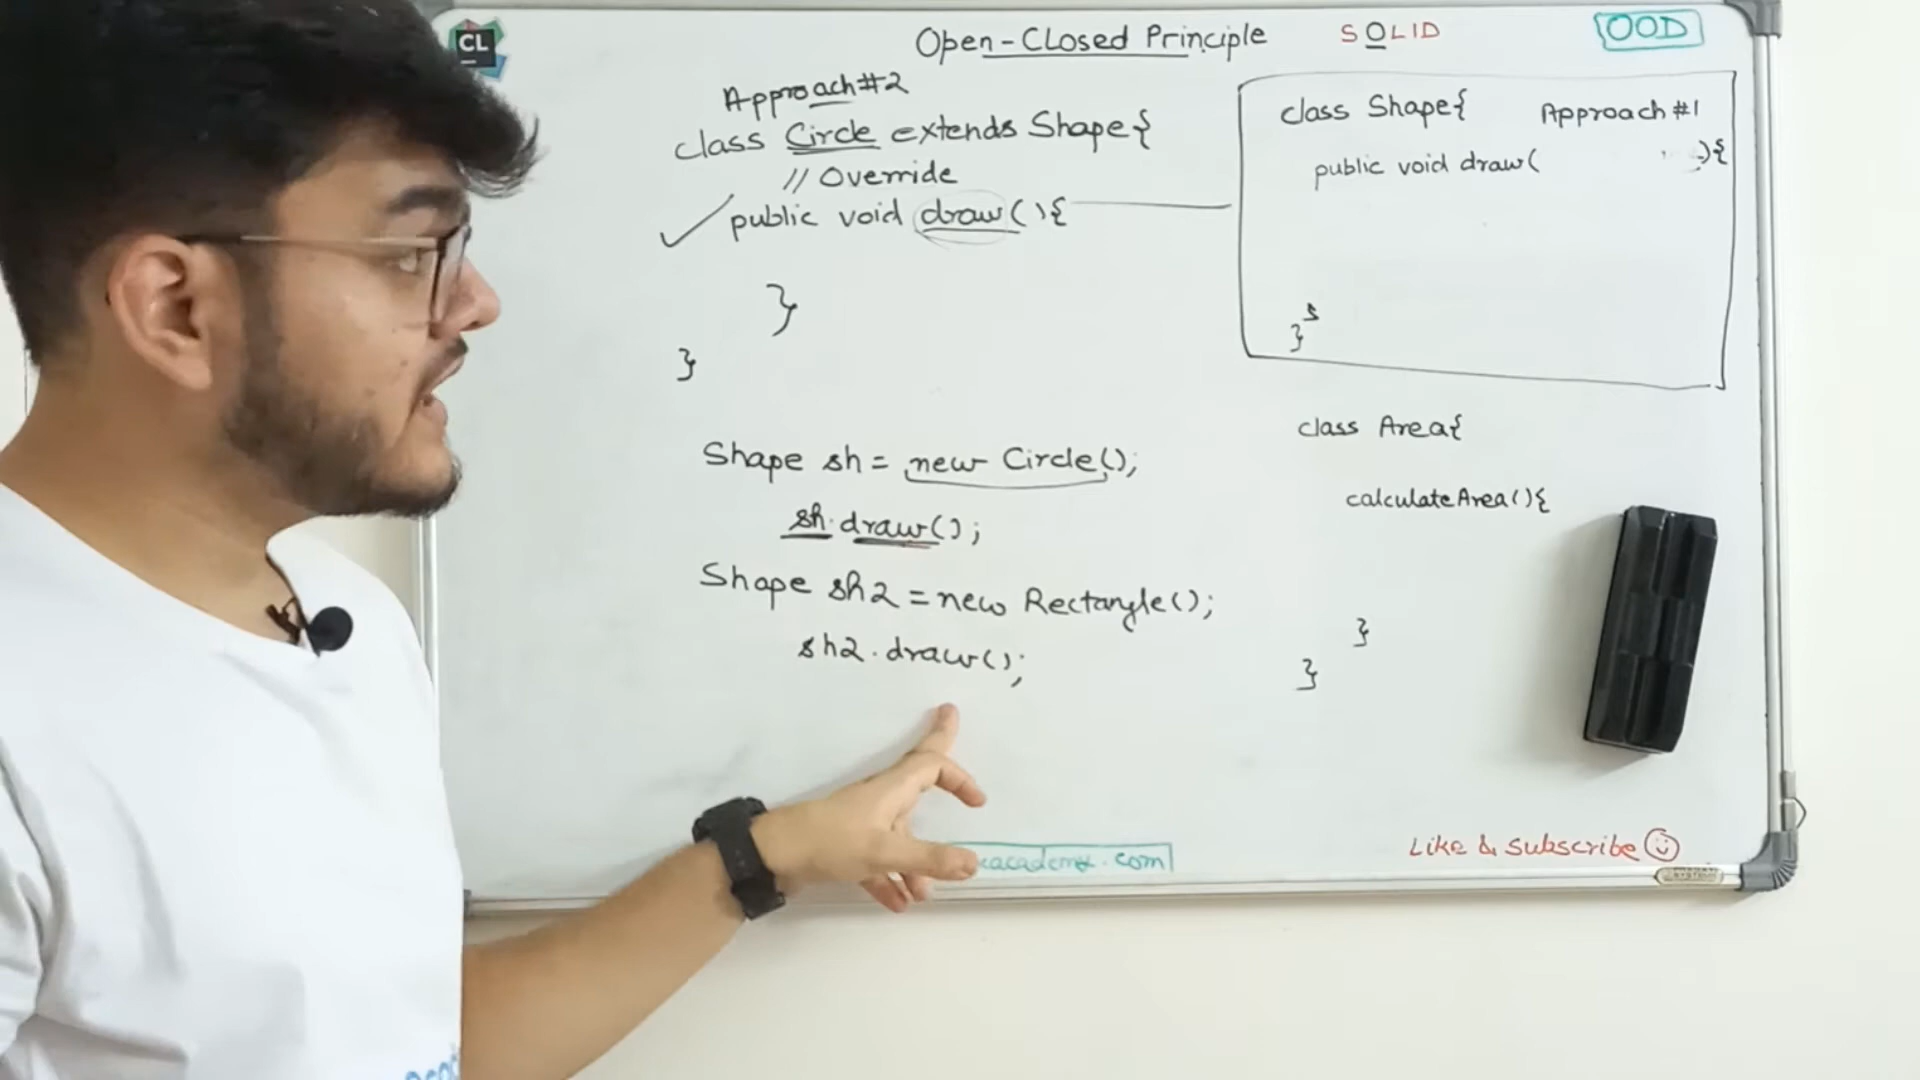 CL
Open-Closed Principle
SOLID
OOD
Approach#2
class Circle extends Shape{
// Override
public void draw(){
}
}
Shape sh = new Circle();
sh.draw();
Shape sh2 = new Rectangle();
sh2.draw();
class Shape{
Approach#1
public void draw( ){
}
class Area{
calculateArea(){
}
}
academy.com
Like & Subscribe